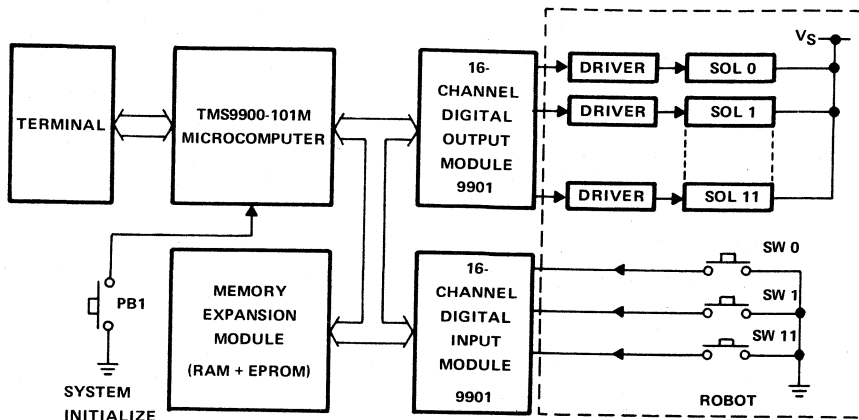 TERMINAL
TMS9900-101M
MICROCOMPUTER
16-
CHANNEL
DIGITAL
OUTPUT
MODULE
9901
DRIVER
SOL 0
DRIVER
SOL 1
DRIVER
SOL 11
VS
PB1
SYSTEM
INITIALIZE
MEMORY
EXPANSION
MODULE
(RAM + EPROM)
16-
CHANNEL
DIGITAL
INPUT
MODULE
9901
SW 0
SW 1
SW 11
ROBOT